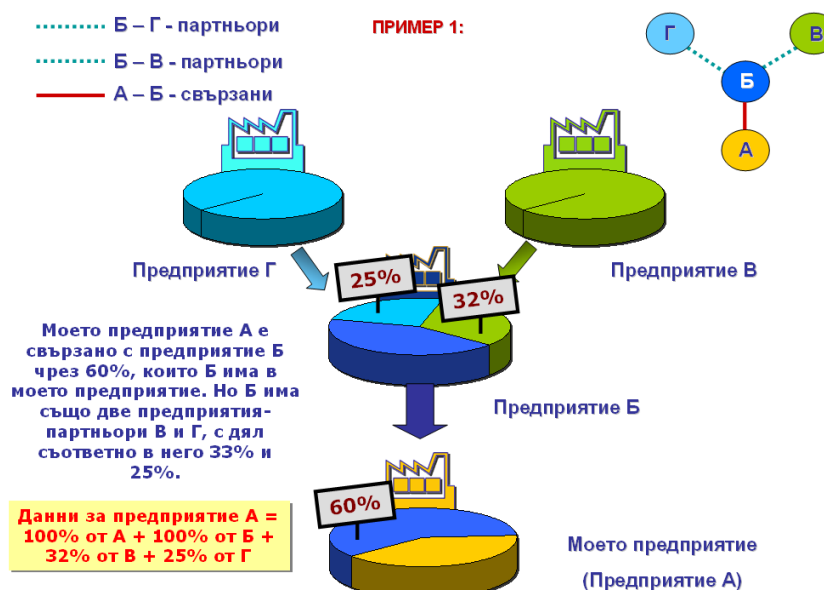 Б – Г - партньори
Б – В - партньори
А – Б - свързани
ПРИМЕР 1:
Г
В
Б
А
Предприятие Г
Предприятие В
25%
32%
Моето предприятие А е
свързано с предприятие Б
чрез 60%, които Б има в
моето предприятие. Но Б има
също две предприятия-
партньори В и Г, с дял
съответно в него 33% и
25%.
Предприятие Б
60%
Данни за предприятие А =
100% от А + 100% от Б +
32% от В + 25% от Г
Моето предприятие
(Предприятие А)